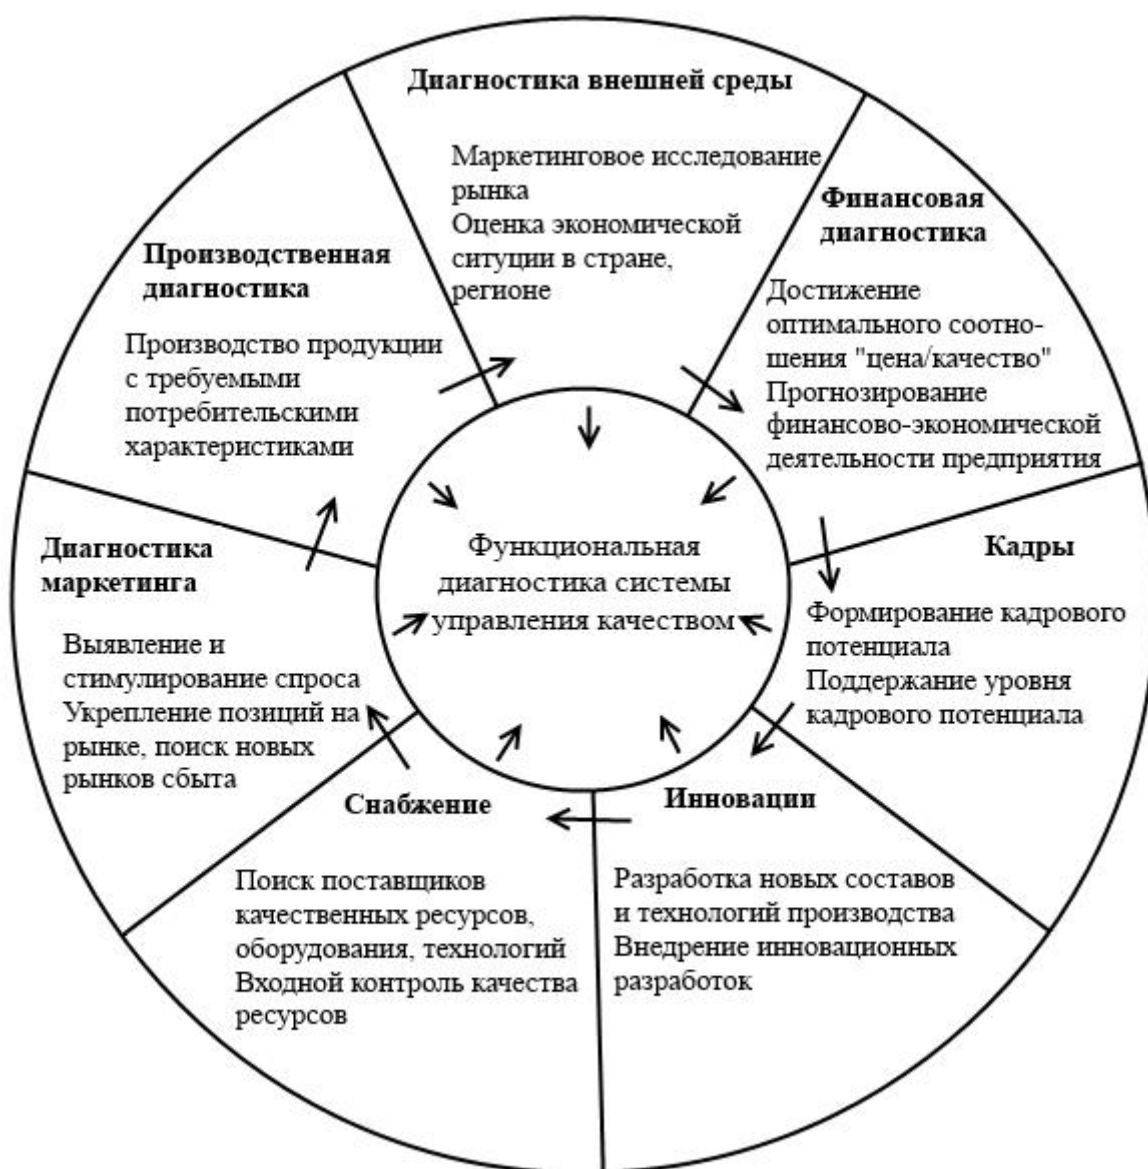 Диагностика внешней среды
Маркетинговое исследование
рынка
Оценка экономической
ситуции в стране,
регионе
Финансовая
диагностика
Достижение
оптимального соотно-
шения "цена/качество"
Прогнозирование
финансово-экономической
деятельности предприятия
Кадры
Формирование кадрового
потенциала
Поддержание уровня
кадрового потенциала
Инновации
Разработка новых составов
и технологий производства
Внедрение инновационных
разработок
Снабжение
Поиск поставщиков
качественных ресурсов,
оборудования, технологий
Входной контроль качества
ресурсов
Диагностика
маркетинга
Выявление и
стимулирование спроса
Укрепление позиций на
рынке, поиск новых
рынков сбыта
Производственная
диагностика
Производство продукции
с требуемыми
потребительскими
характеристиками
Функциональная
диагностика системы
управления качеством